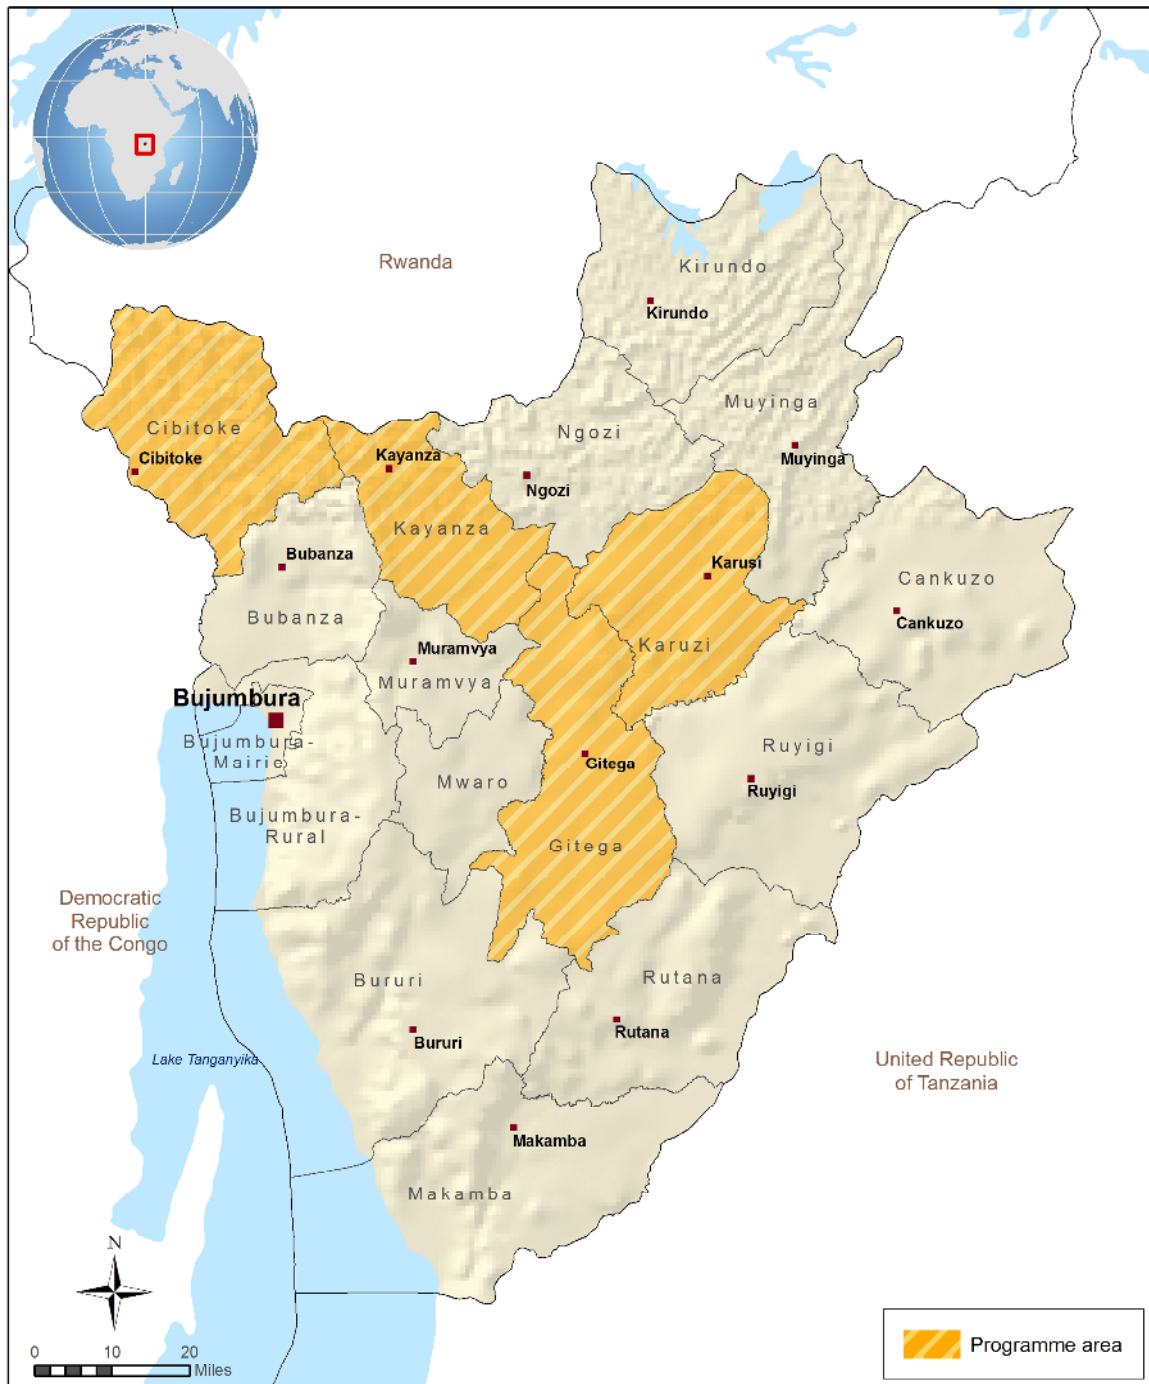 Rwanda
Kirundo
Kirundo
Muyinga
Muyinga
Ngozi
Ngozi
Cibitoke
Cibitoke
Kayanza
Kayanza
Bubanza
Bubanza
Karusi
Karuzi
Cankuzo
Cankuzo
Muramvya
Muramvya
Bujumbura
Bujumbura-
Mairie
Mwaro
Ruyigi
Ruyigi
Gitega
Gitega
Bujumbura-
Rural
Democratic
Republic
of the Congo
Bururi
Bururi
Rutana
Rutana
Lake Tanganyika
United Republic
of Tanzania
Makamba
Makamba
N
0 10 20
Miles
Programme area